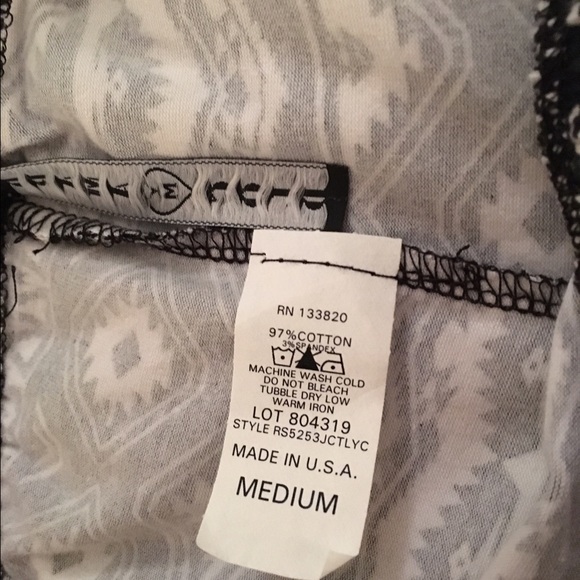 RN 133820
97%COTTON
3%SPANDEX
MACHINE WASH COLD
DO NOT BLEACH
TUBBLE DRY LOW
WARM IRON
LOT 804319
STYLE RS5253JCTLYC
MADE IN U.S.A.
MEDIUM